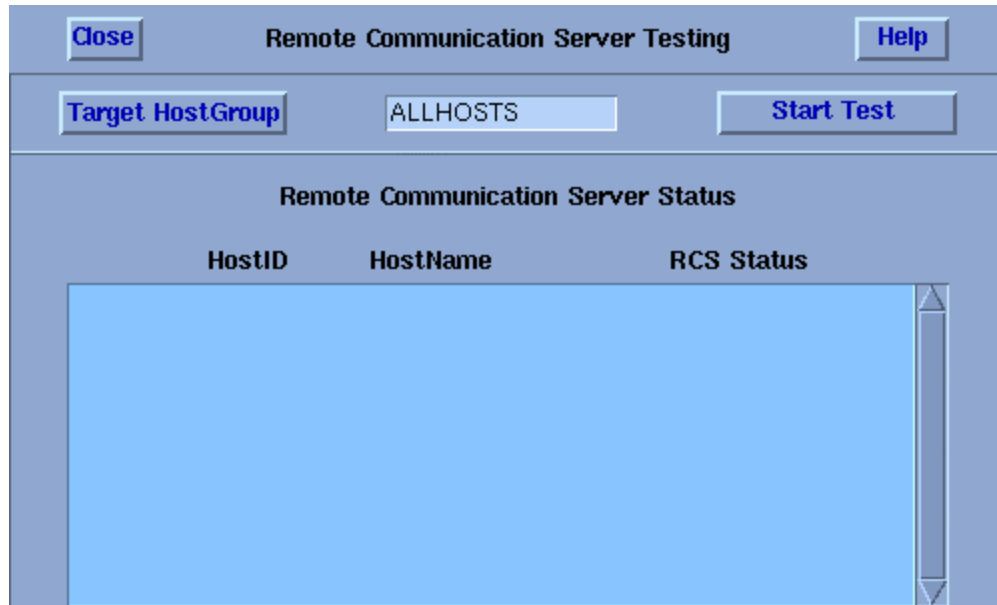 Close Remote Communication Server Testing Help
Target HostGroup ALLHOSTS Start Test
Remote Communication Server Status
HostID HostName RCS Status